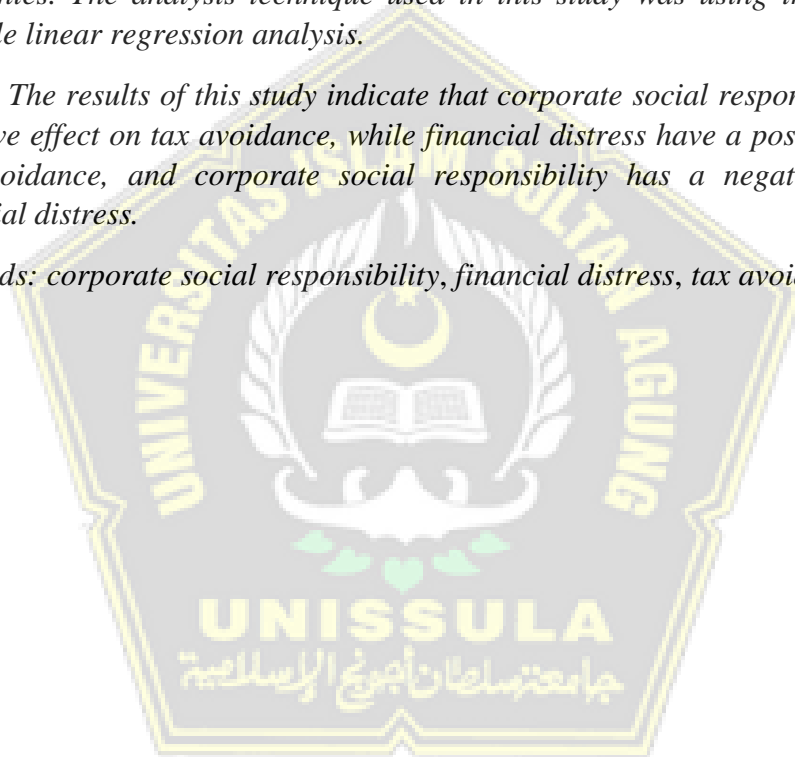 The analysis technique used in this study was using
linear regression analysis.
The results of this study indicate that corporate social
effect on tax avoidance, while financial distress have a
and corporate social responsibility has a
distress.
corporate social responsibility, financial distress, tax
UNIVERSITAS ISLAM SULTAN AGUNG
UNISSULA
جامعة سلطان أجونج الإسلامية